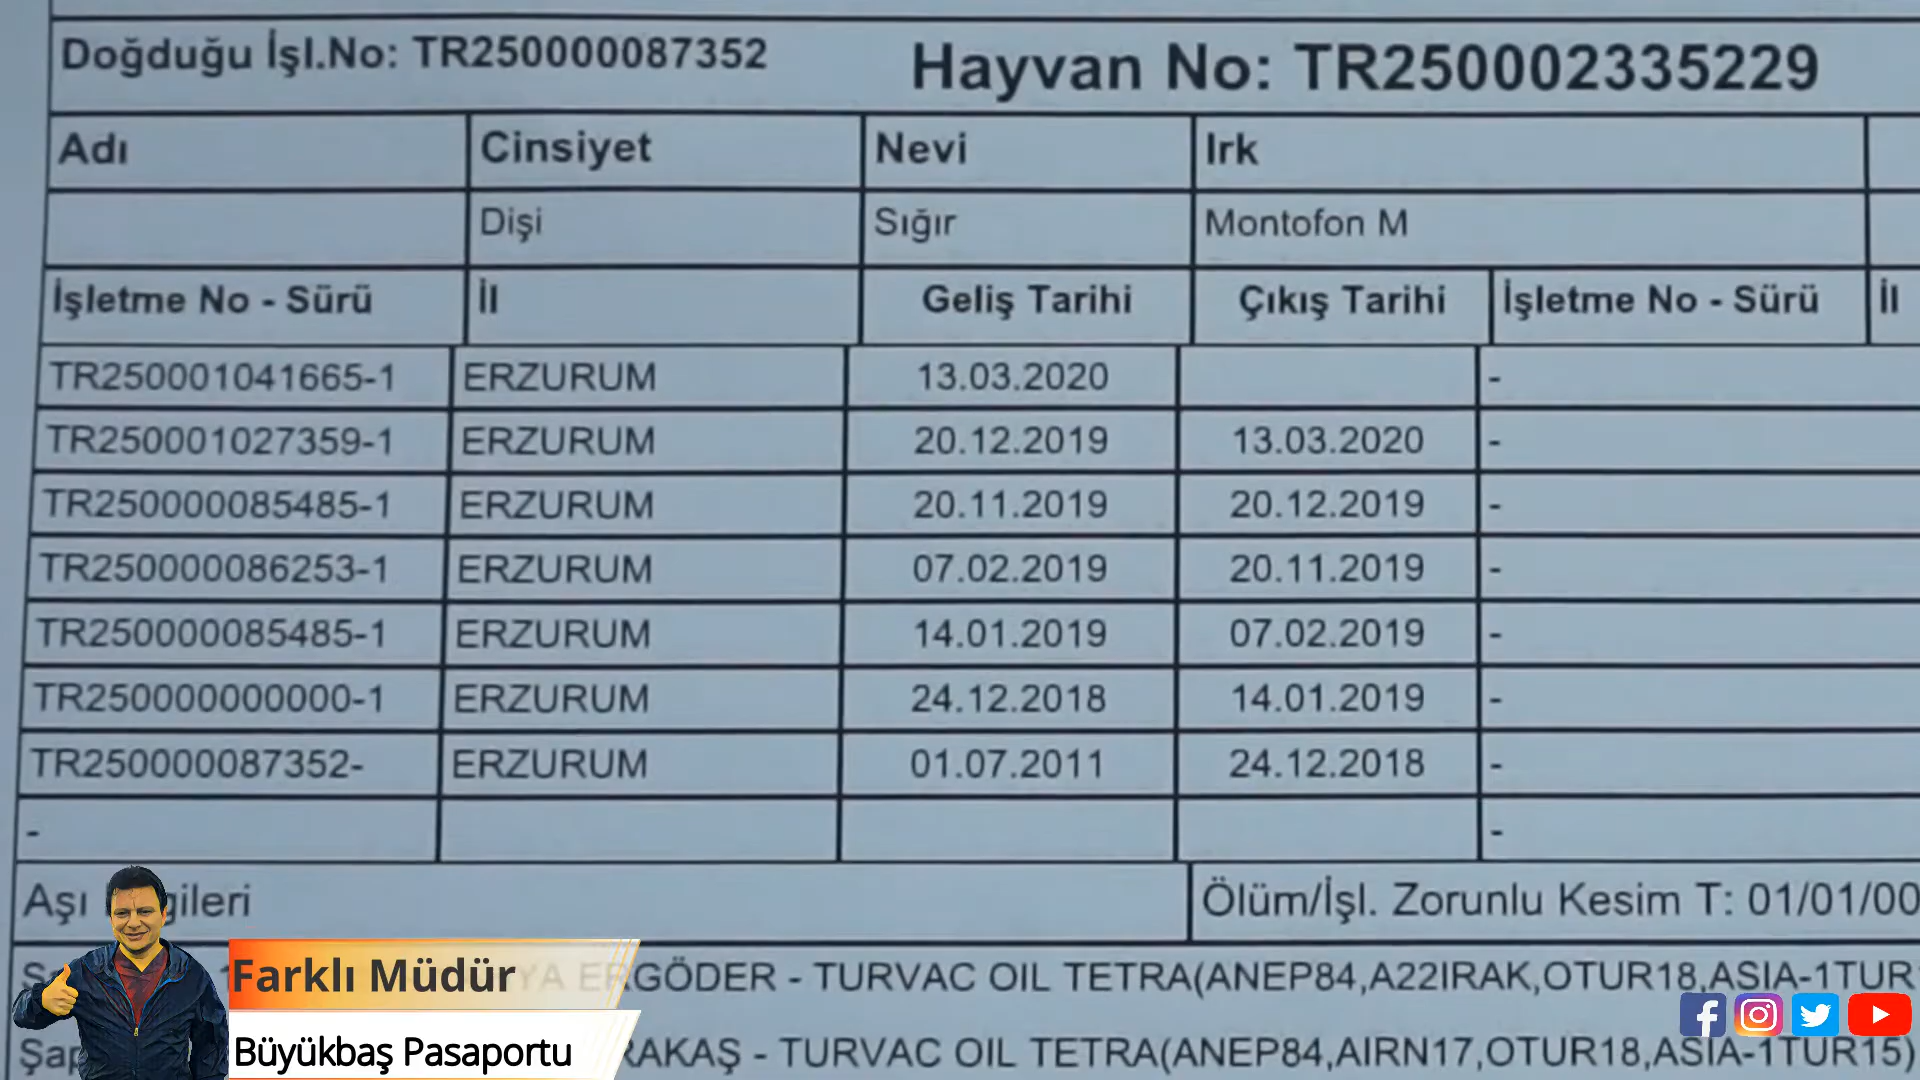 Doğduğu İşl.No: TR250000087352 Hayvan No: TR250002335229
Adı Cinsiyet Nevi Irk
Dişi Sığır Montofon M
İşletme No - Sürü İl Geliş Tarihi Çıkış Tarihi İşletme No - Sürü İl
TR250001041665-1 ERZURUM 13.03.2020 -
TR250001027359-1 ERZURUM 20.12.2019 13.03.2020 -
TR250000085485-1 ERZURUM 20.11.2019 20.12.2019 -
TR250000086253-1 ERZURUM 07.02.2019 20.11.2019 -
TR250000085485-1 ERZURUM 14.01.2019 07.02.2019 -
TR250000000000-1 ERZURUM 24.12.2018 14.01.2019 -
TR250000087352- ERZURUM 01.07.2011 24.12.2018 -
- -
Aşı gileri Ölüm/İşl. Zorunlu Kesim T: 01/01/00
YA ERGÖDER - TURVAC OIL TETRA(ANEP84,A22IRAK,OTUR18,ASIA-1TUR
Farklı Müdür
RAKAŞ - TURVAC OIL TETRA(ANEP84,AIRN17,OTUR18,ASIA-1TUR15)
Büyükbaş Pasaportu